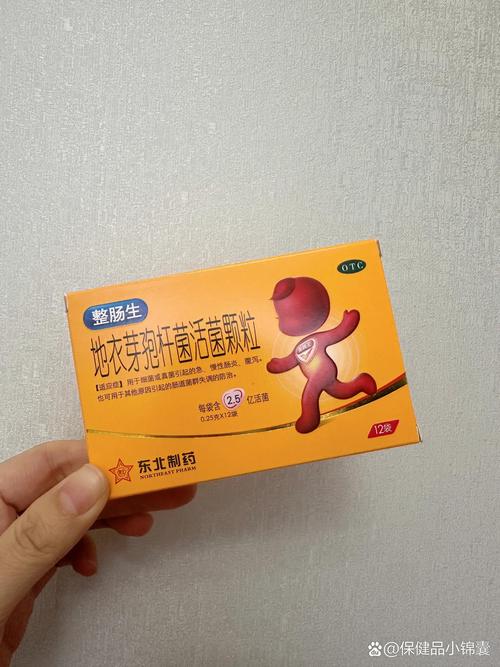 OTC
整肠生
地衣芽孢杆菌活菌颗粒
【适应症】用于细菌或真菌引起的急、慢性肠炎、腹泻。
也可用于其他原因引起的肠道菌群失调的防治。
每袋含2.5亿活菌
0.25克×12袋
12袋
东北制药
NORTHEAST PHARM
@保健品小锦囊